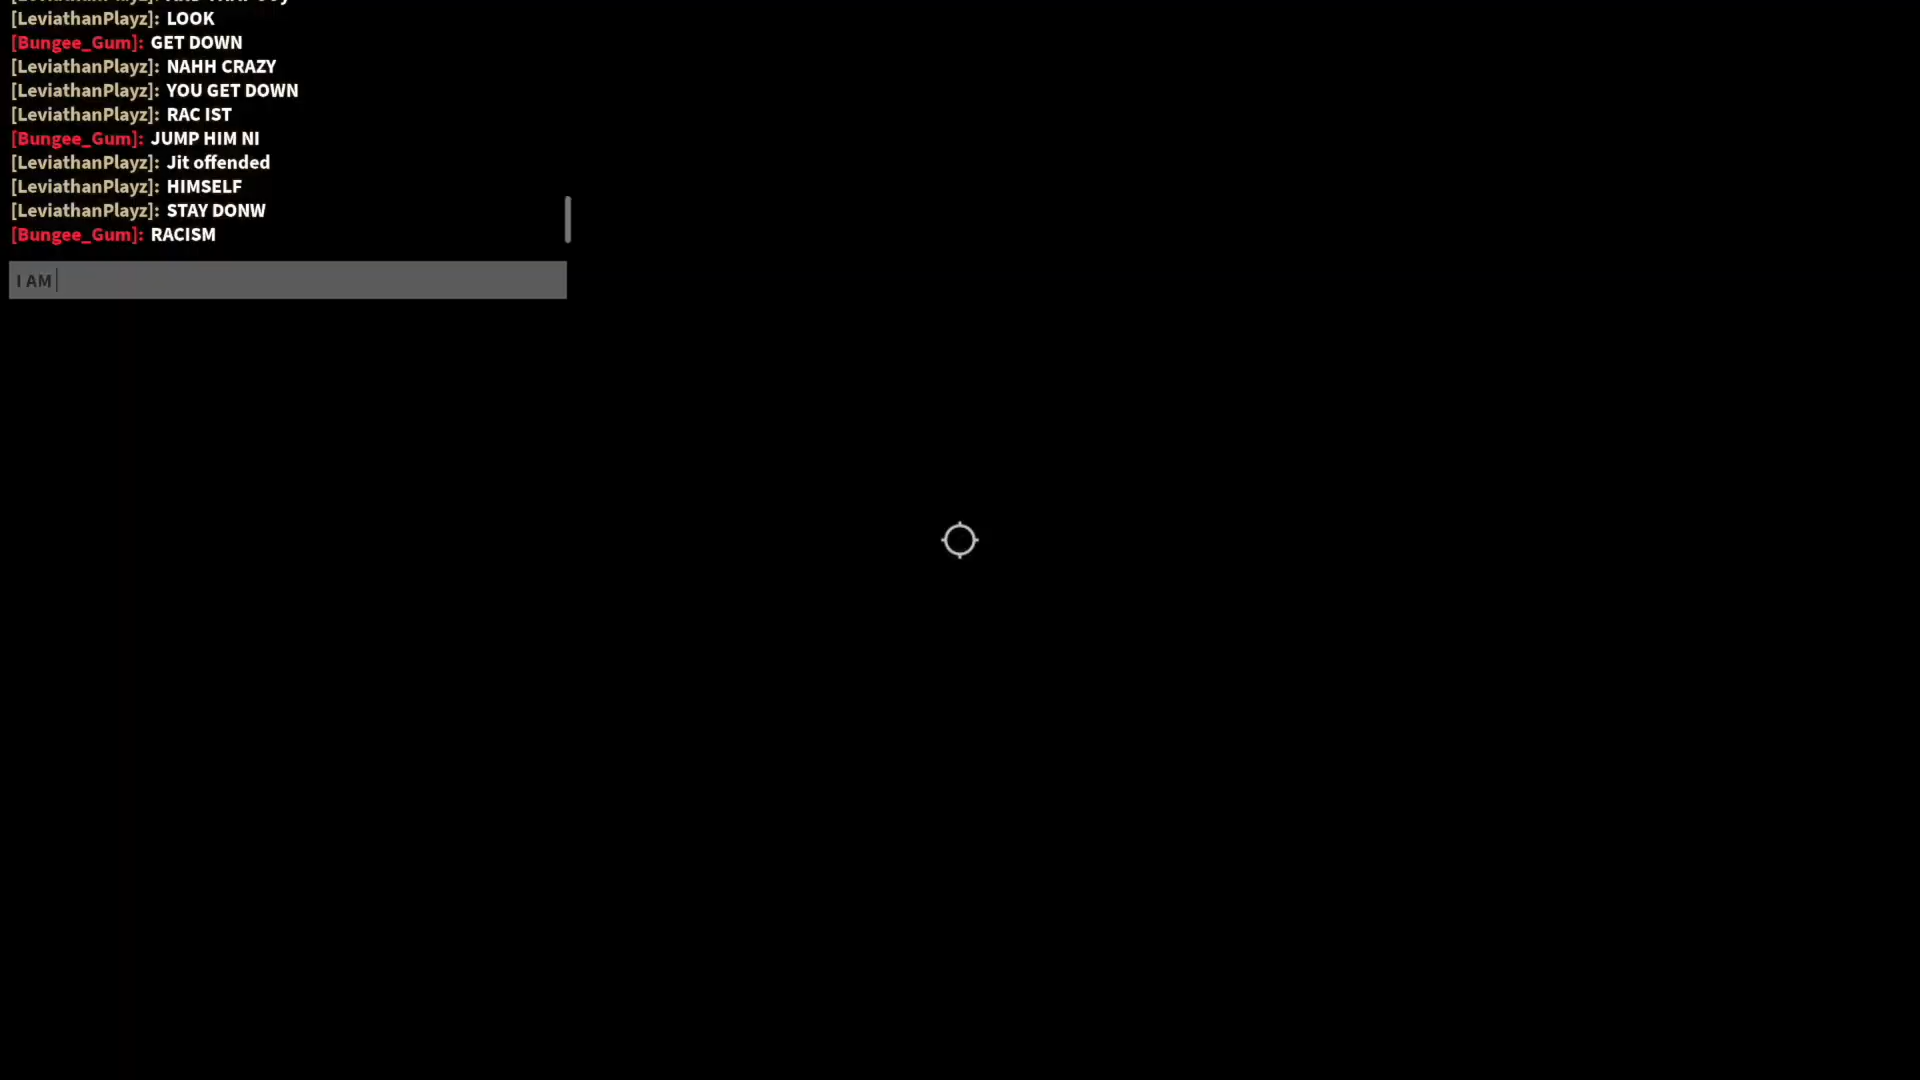 [LeviathanPlayz]: LOOK
[Bungee_Gum]: GET DOWN
[LeviathanPlayz]: NAHH CRAZY
[LeviathanPlayz]: YOU GET DOWN
[LeviathanPlayz]: RAC IST
[Bungee_Gum]: JUMP HIM NI
[LeviathanPlayz]: Jit offended
[LeviathanPlayz]: HIMSELF
[LeviathanPlayz]: STAY DONW
[Bungee_Gum]: RACISM
I AM